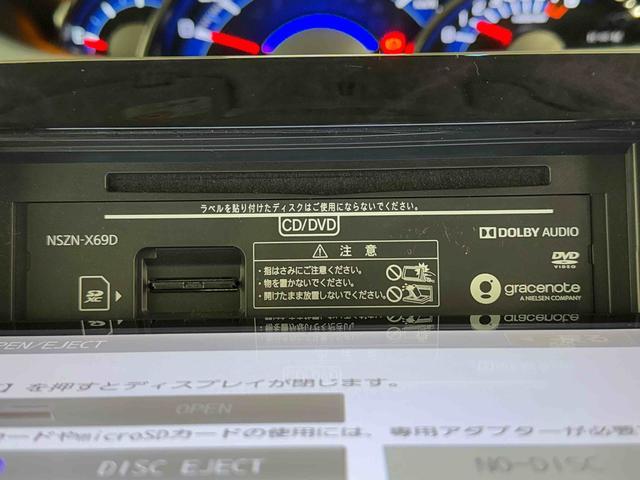 ラベルを貼り付けたディスクはご使用にならないでください。
CD/DVD
NSZN-X69D
DOLBY AUDIO
注 意
・指はさみにご注意ください。
・物を置かないでください。
・開けたまま放置しないでください。
DVD
VIDEO
SD
XC
gracenote
A NIELSEN COMPANY
PEN/EJECT
】を押すとディスプレイが閉じます。
OPEN
カードやmicroSDカードの使用には、専用アダプターが必要で
DISC EJECT
NO-DISC